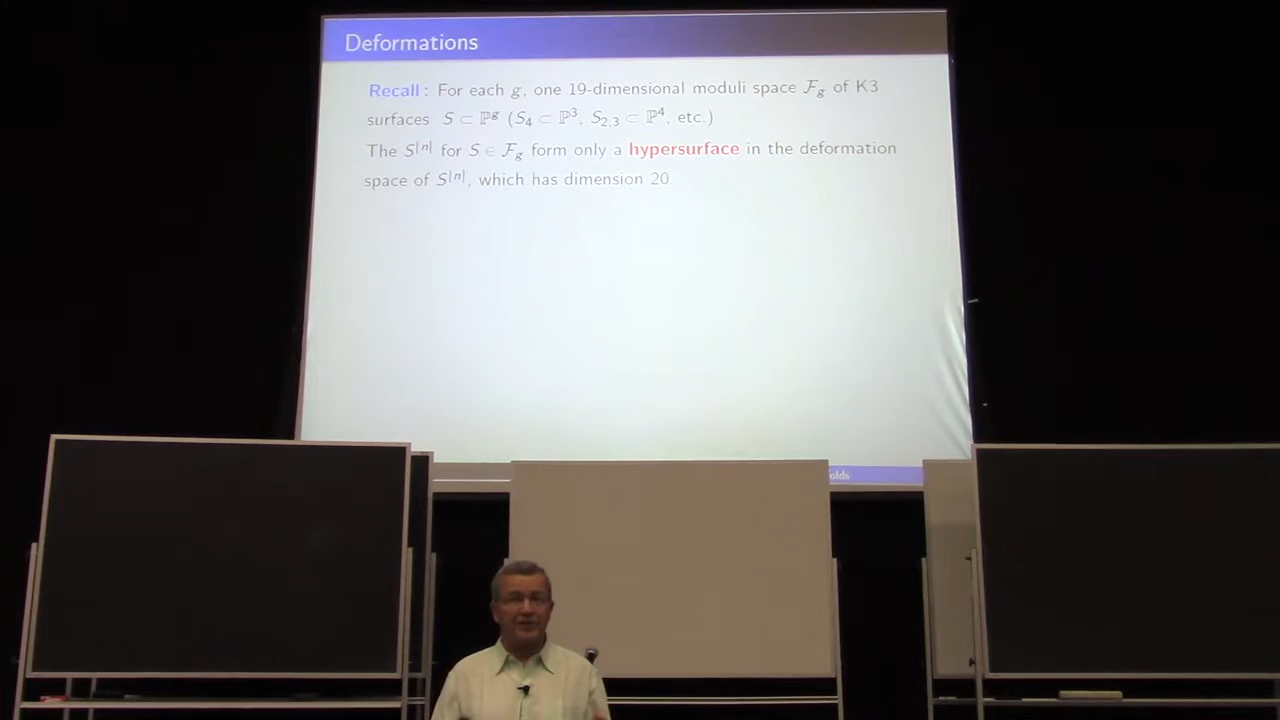 Deformations
Recall : For each g, one 19-dimensional moduli space ℱ_g of K3
surfaces S ⊂ ℙ^g (S_4 ⊂ ℙ^3, S_{2,3} ⊂ ℙ^4, etc.)
The S^{[n]} for S ∈ ℱ_g form only a hypersurface in the deformation
space of S^{[n]}, which has dimension 20.